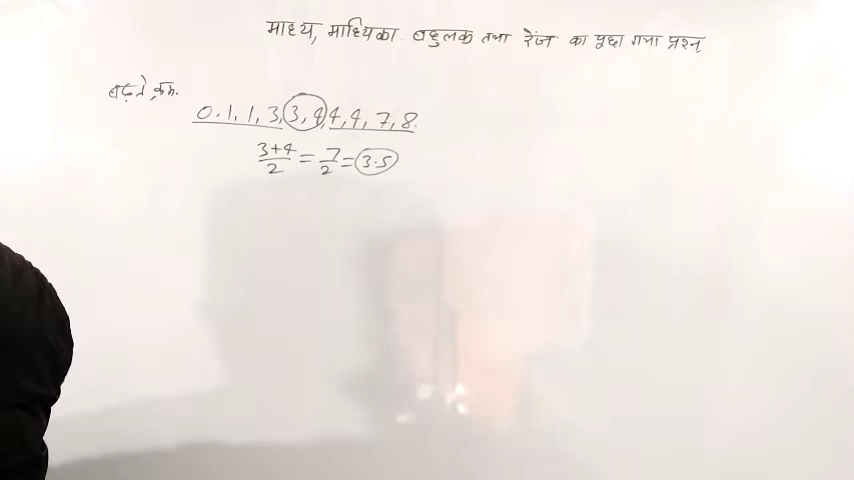 माध्य, माध्यिका. बहुलक तथा रेंज का पूछा गया प्रश्न
बढ़ते क्रम.
0.1,1,3,3,4,4,4,7,8.
3+4/2 = 7/2 = 3.5